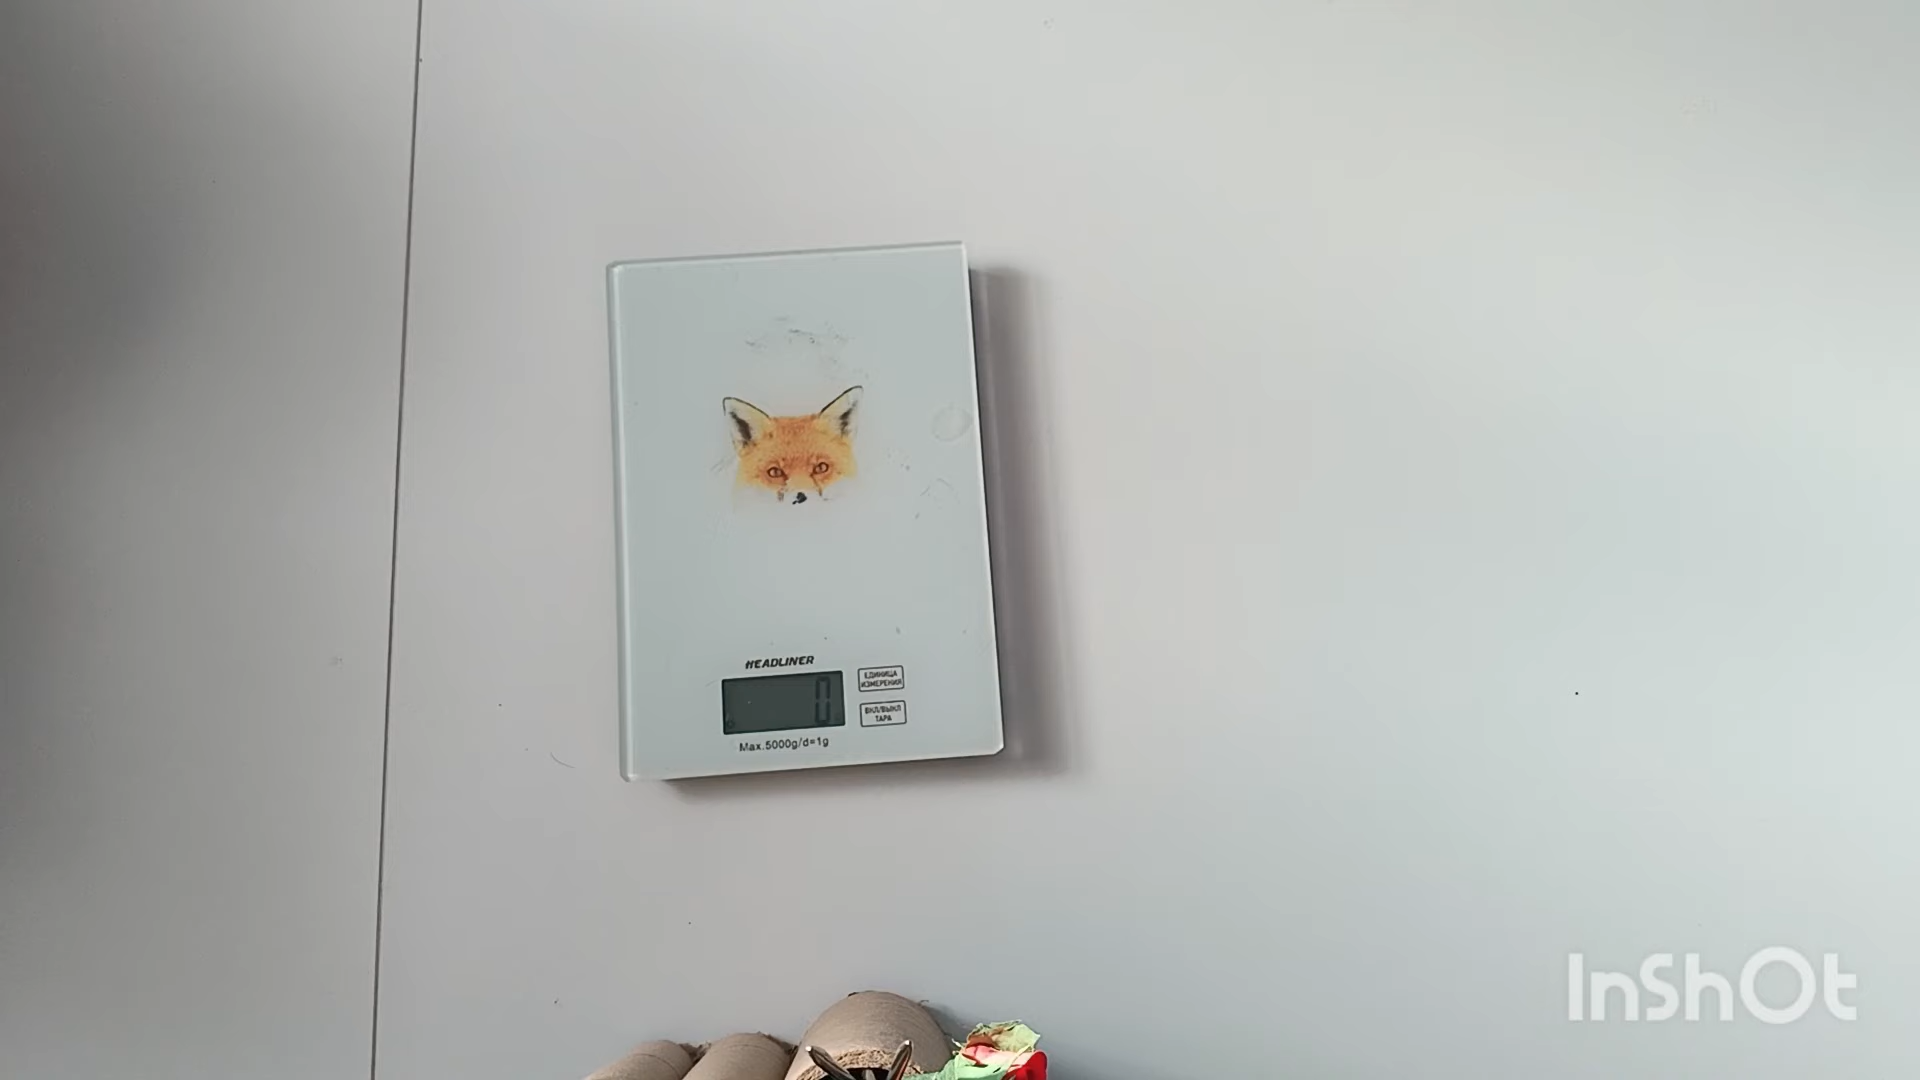 HEADLINER
0
ЕДИНИЦА
ИЗМЕРЕНИЯ
ВКЛ/ВЫКЛ
ТАРА
Max.5000g/d=1g
InShOt